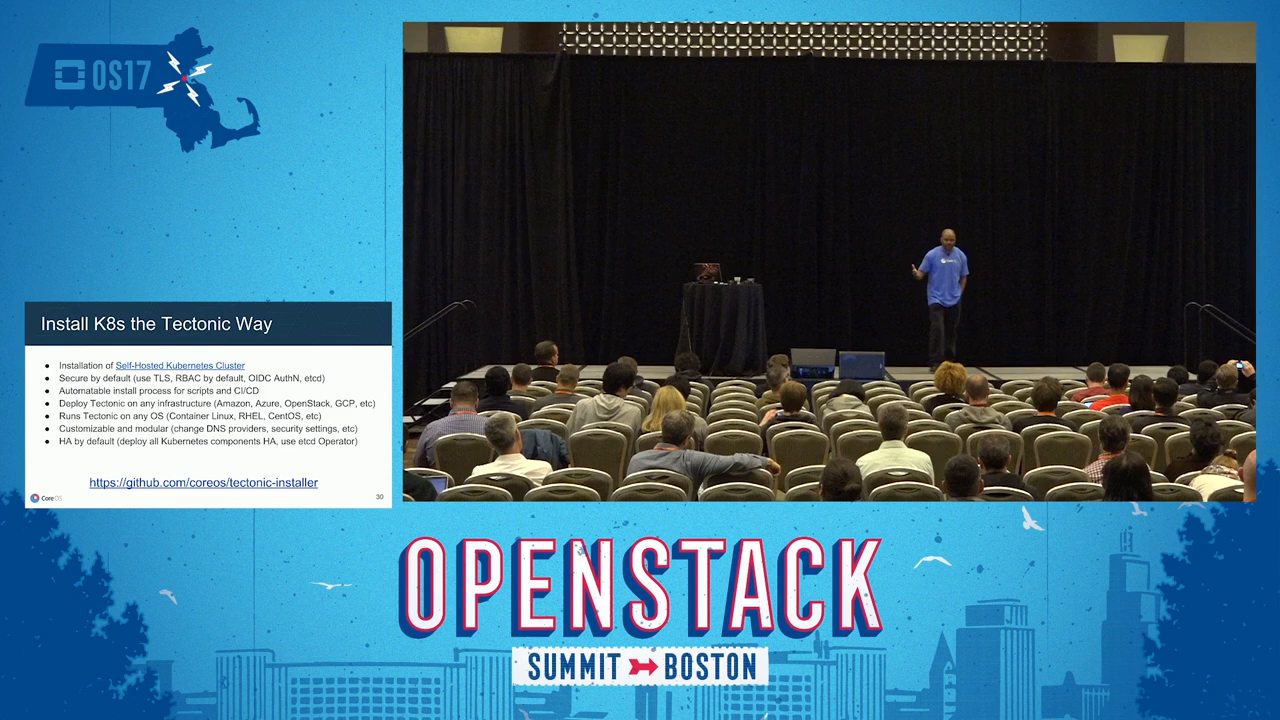 OS17
Install K8s the Tectonic Way
● Installation of Self-Hosted Kubernetes Cluster
● Secure by default (use TLS, RBAC by default, OIDC AuthN, etcd)
● Automatable install process for scripts and CI/CD
● Deploy Tectonic on any infrastructure (Amazon, Azure, OpenStack, GCP, etc)
● Runs Tectonic on any OS (Container Linux, RHEL, CentOS, etc)
● Customizable and modular (change DNS providers, security settings, etc)
● HA by default (deploy all Kubernetes components HA, use etcd Operator)
https://github.com/coreos/tectonic-installer
CoreOS
30
OPENSTACK
SUMMIT BOSTON